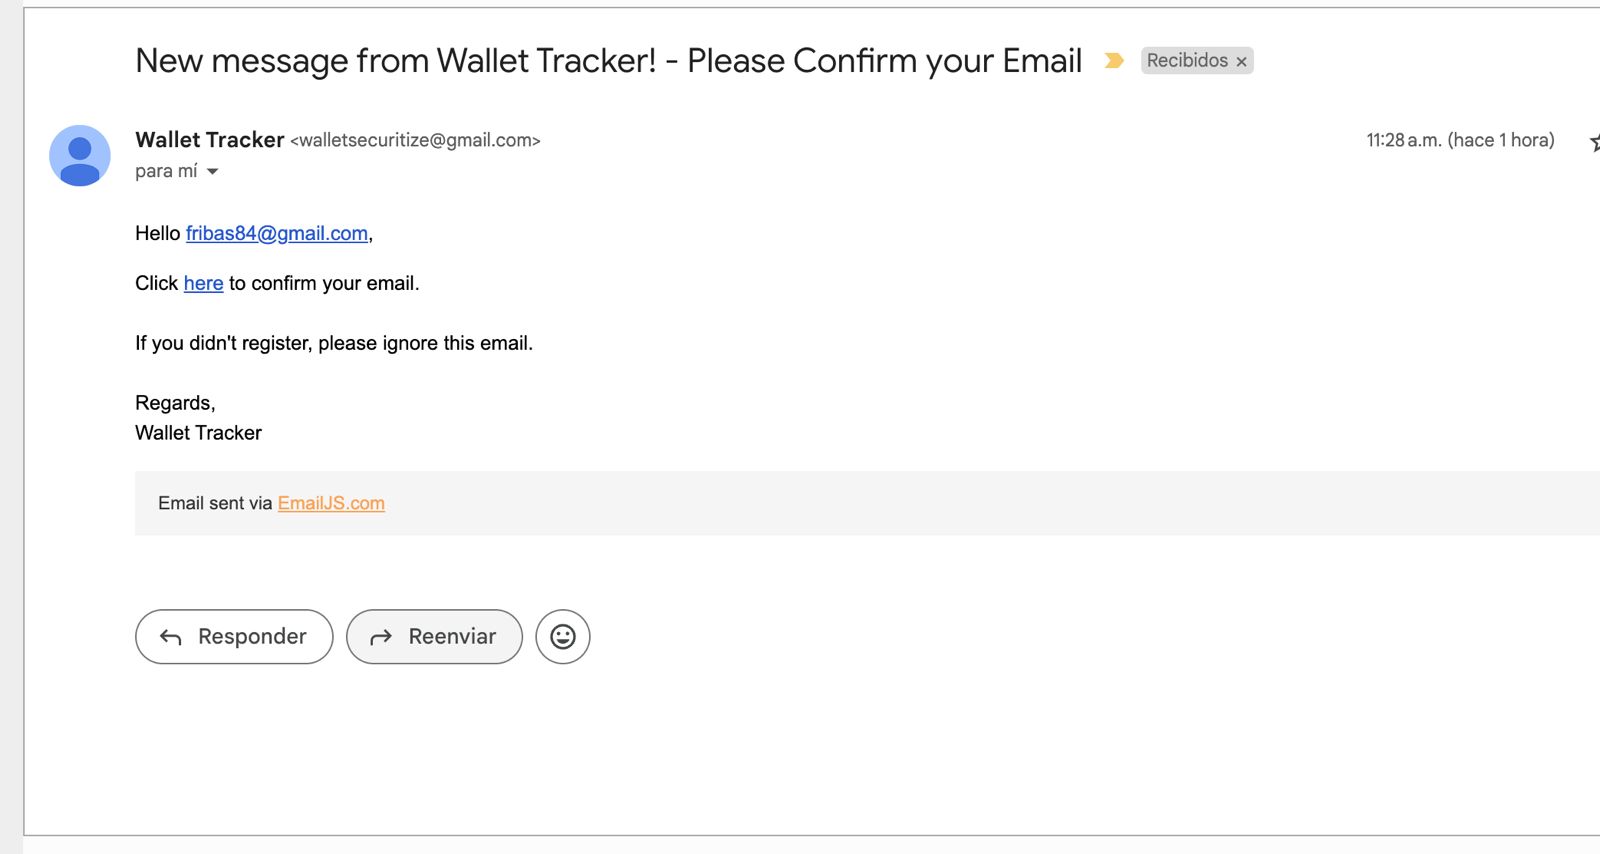 New message from Wallet Tracker! - Please Confirm your Email Recibidos ×
Wallet Tracker <walletsecuritize@gmail.com> 11:28 a.m. (hace 1 hora)
para mí
Hello fribas84@gmail.com,
Click here to confirm your email.
If you didn't register, please ignore this email.
Regards,
Wallet Tracker
Email sent via EmailJS.com
Responder Reenviar